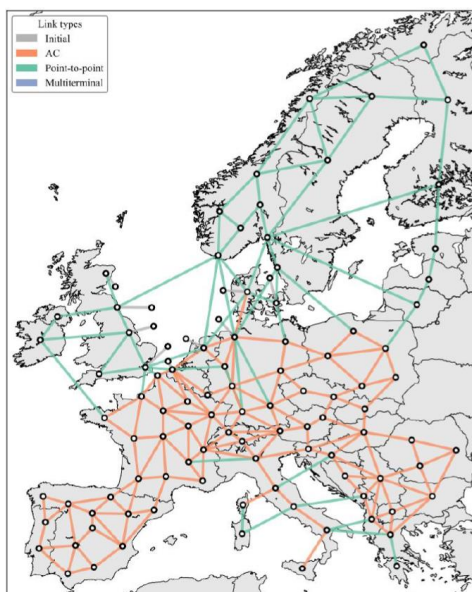 Link types
Initial
AC
Point-to-point
Multiterminal